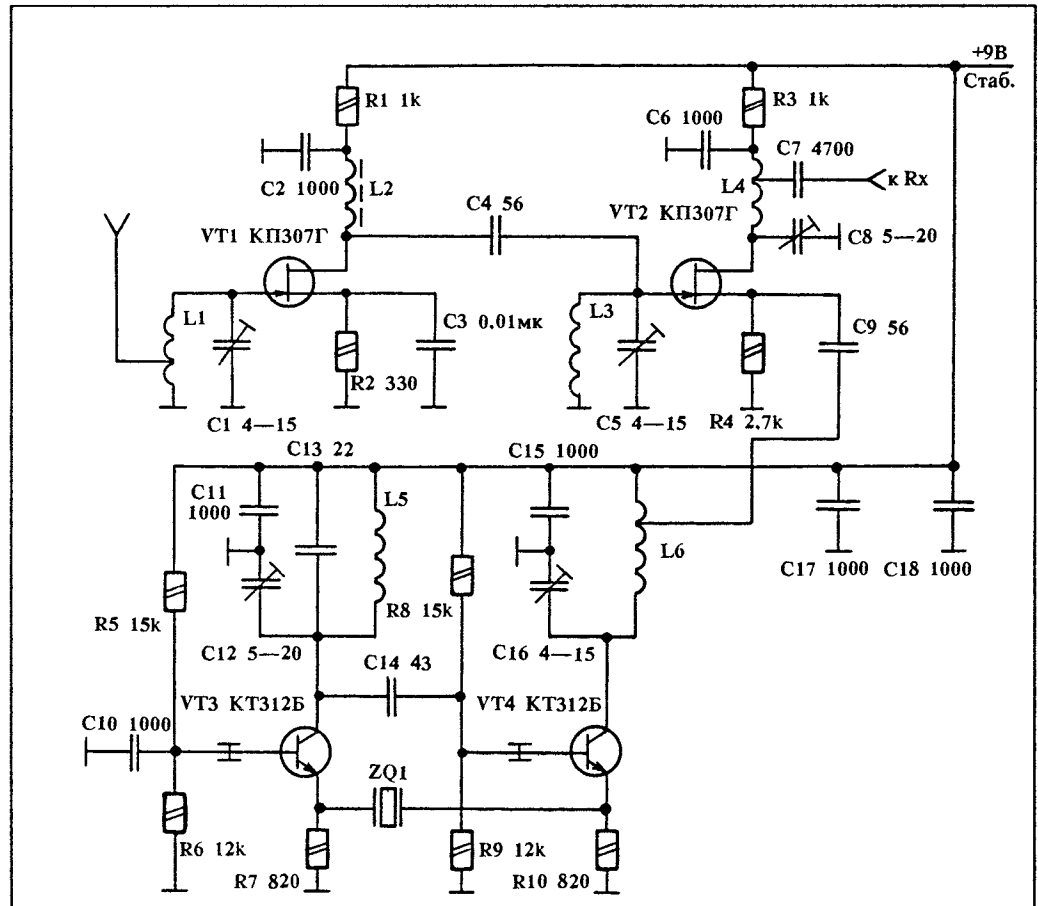 +9В
Стаб.
R1 1k
R3 1k
C6 1000
C7 4700
C2 1000
L2
L4
к Rx
C4 56
VT1 КП307Г
VT2 КП307Г
C8 5—20
L1
C3 0.01мк
L3
C9 56
R2 330
C1 4—15
C5 4—15
R4 2.7k
C13 22
C15 1000
C11
1000
L5
L6
R8 15k
C17 1000
C18 1000
R5 15k
C12 5—20
C14 43
C16 4—15
VT3 КТ312Б
VT4 КТ312Б
C10 1000
ZQ1
R6 12k
R9 12k
R7 820
R10 820